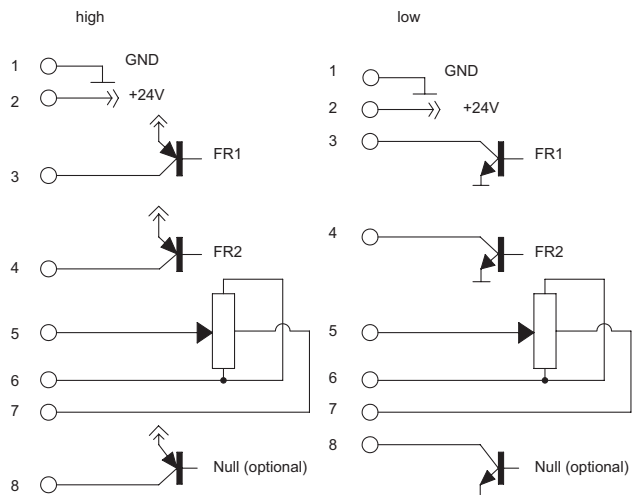 high
1
GND
2
+24V
FR1
3
FR2
4
5
6
7
Null (optional)
8
low
1
GND
2
+24V
3
FR1
4
FR2
5
6
7
8
Null (optional)